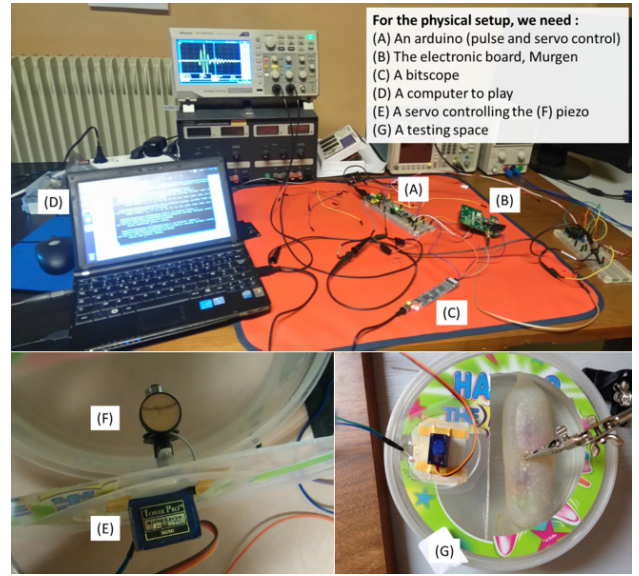 For the physical setup, we need :
(A) An arduino (pulse and servo control)
(B) The electronic board, Murgen
(C) A bitscope
(D) A computer to play
(E) A servo controlling the (F) piezo
(G) A testing space
(A)
(B)
(D)
(C)
(F)
(E)
TOWER PRO
(G)